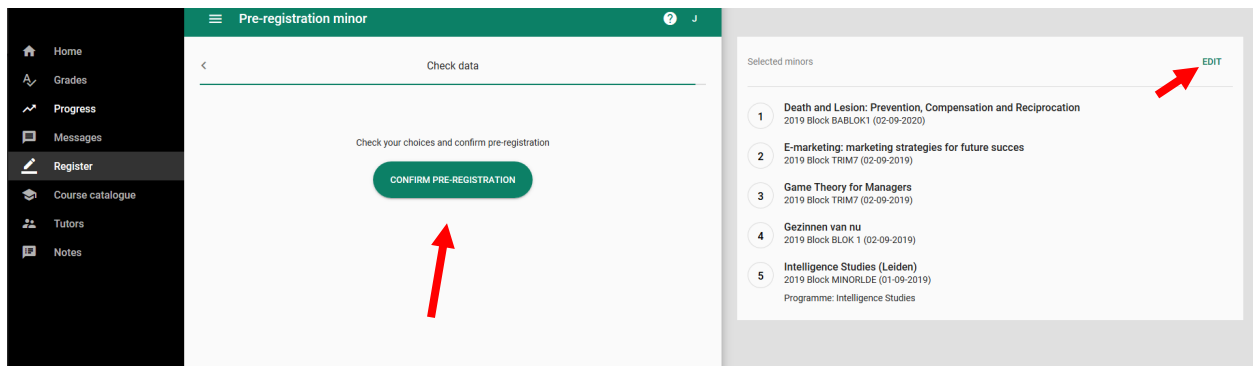 Pre-registration minor
? J
Home
Grades
Progress
Messages
Register
Course catalogue
Tutors
Notes
Check data
Check your choices and confirm pre-registration
CONFIRM PRE-REGISTRATION
Selected minors
EDIT
1
Death and Lesion: Prevention, Compensation and Reciprocation
2019 Block BABLOK1 (02-09-2020)
2
E-marketing: marketing strategies for future succes
2019 Block TRIM7 (02-09-2019)
3
Game Theory for Managers
2019 Block TRIM7 (02-09-2019)
4
Gezinnen van nu
2019 Block BLOK 1 (02-09-2019)
5
Intelligence Studies (Leiden)
2019 Block MINORLDE (01-09-2019)
Programme: Intelligence Studies